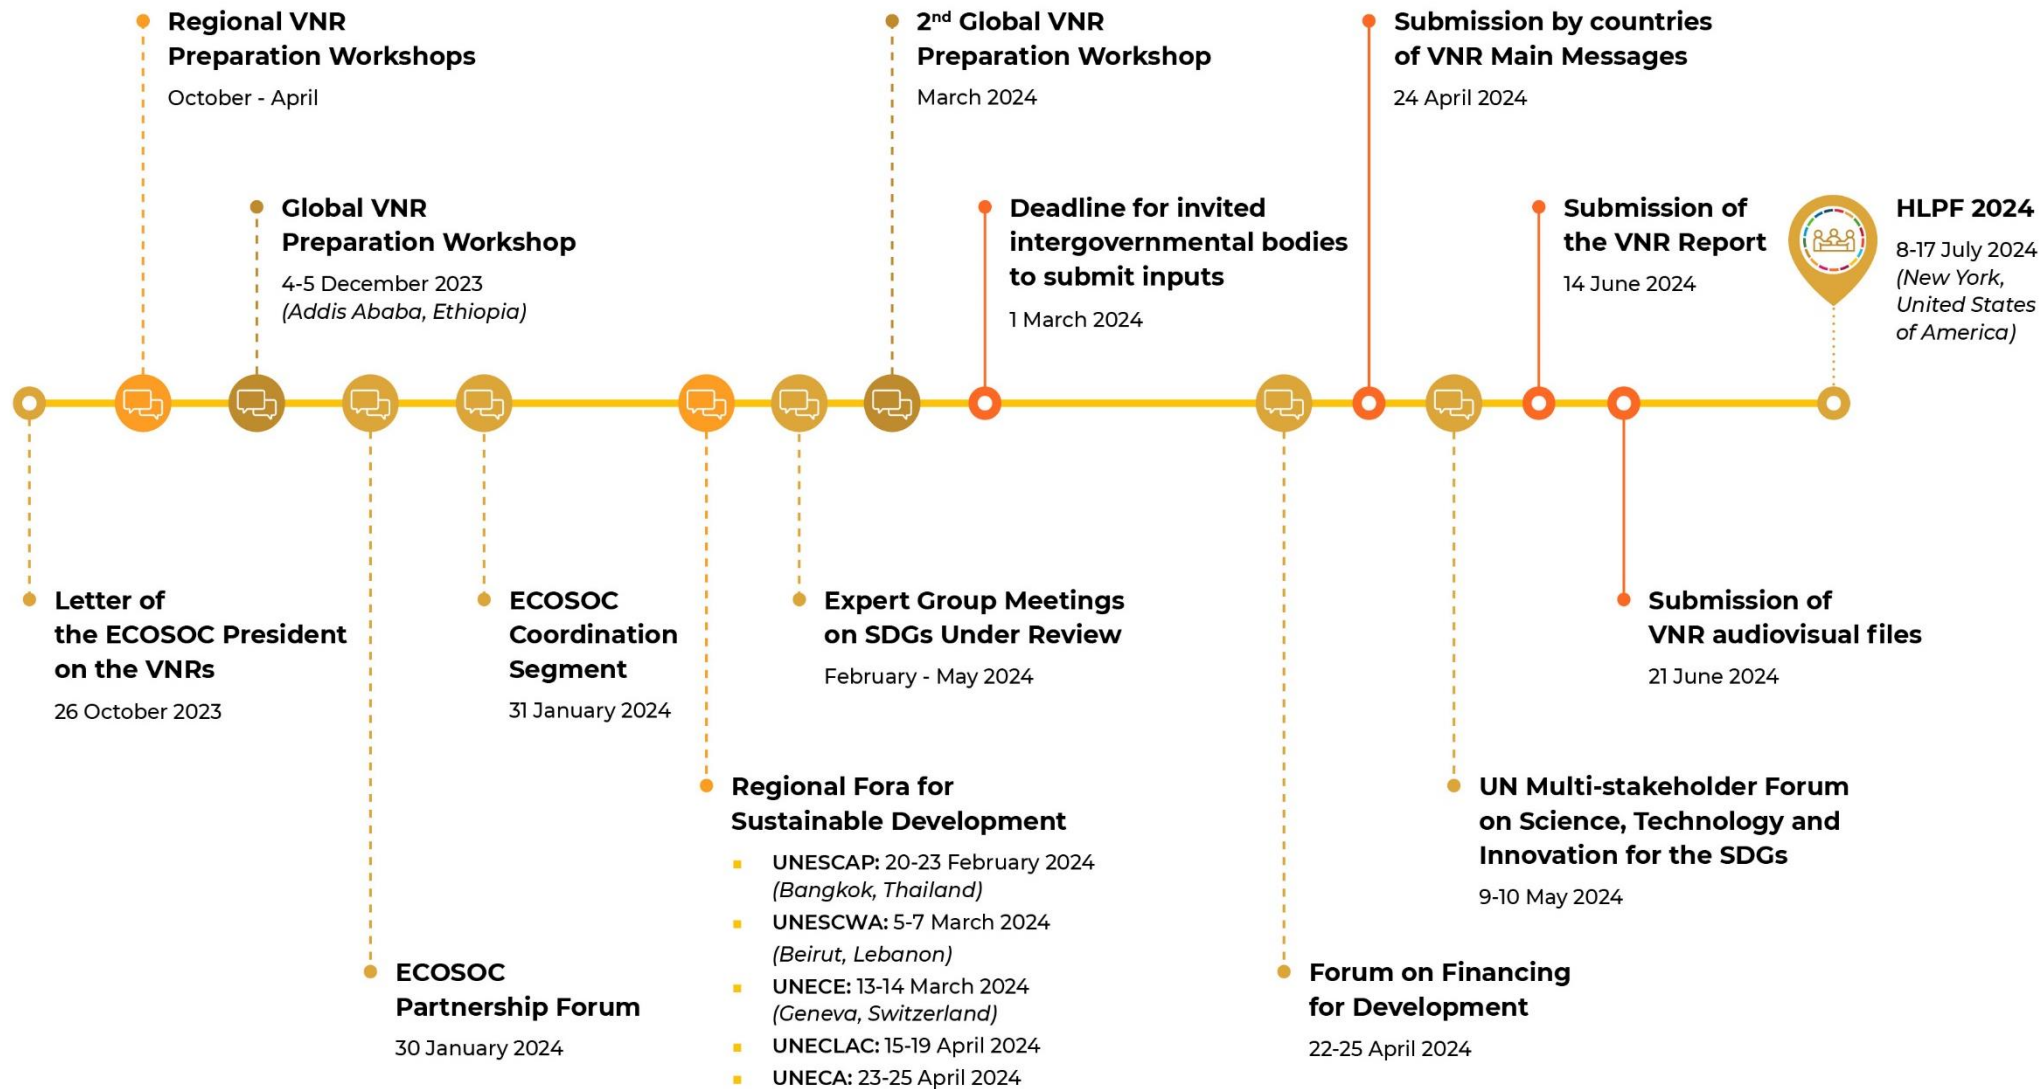 Regional VNR
Preparation Workshops
October - April
2nd Global VNR
Preparation Workshop
March 2024
Submission by countries
of VNR Main Messages
24 April 2024
Global VNR
Preparation Workshop
4-5 December 2023
(Addis Ababa, Ethiopia)
Deadline for invited
intergovernmental bodies
to submit inputs
1 March 2024
Submission of
the VNR Report
14 June 2024
HLPF 2024
8-17 July 2024
(New York,
United States
of America)
Letter of
the ECOSOC President
on the VNRs
26 October 2023
ECOSOC
Coordination
Segment
31 January 2024
Expert Group Meetings
on SDGs Under Review
February - May 2024
Submission of
VNR audiovisual files
21 June 2024
Regional Fora for
Sustainable Development
UNESCAP: 20-23 February 2024
(Bangkok, Thailand)
UNESCWA: 5-7 March 2024
(Beirut, Lebanon)
UNECE: 13-14 March 2024
(Geneva, Switzerland)
UNECLAC: 15-19 April 2024
UNECA: 23-25 April 2024
UN Multi-stakeholder Forum
on Science, Technology and
Innovation for the SDGs
9-10 May 2024
ECOSOC
Partnership Forum
30 January 2024
Forum on Financing
for Development
22-25 April 2024